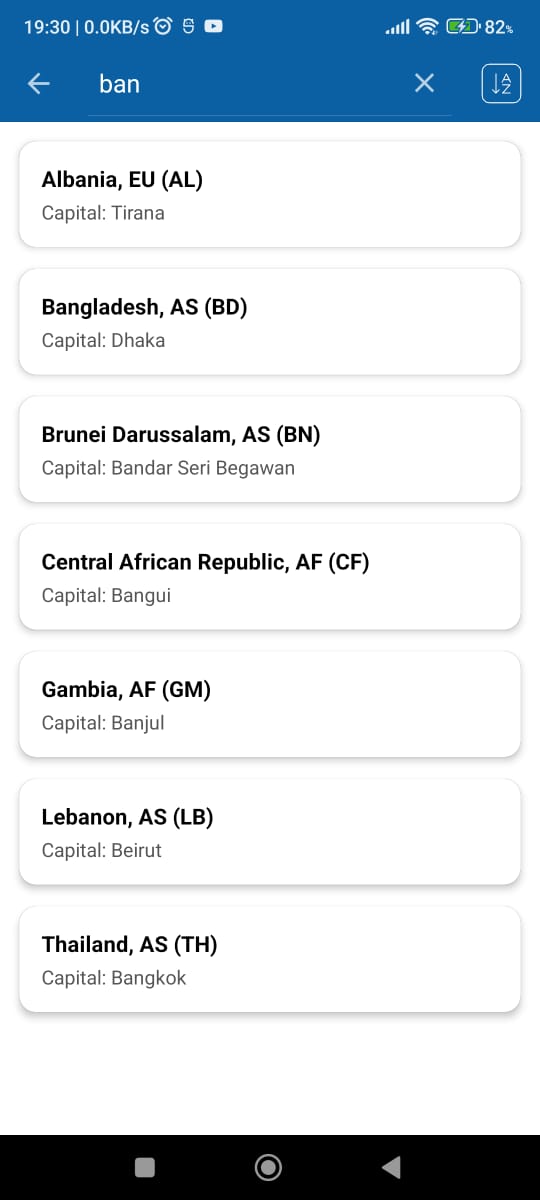 19:30 | 0.0KB/s
82%
ban
A
Z
Albania, EU (AL)
Capital: Tirana
Bangladesh, AS (BD)
Capital: Dhaka
Brunei Darussalam, AS (BN)
Capital: Bandar Seri Begawan
Central African Republic, AF (CF)
Capital: Bangui
Gambia, AF (GM)
Capital: Banjul
Lebanon, AS (LB)
Capital: Beirut
Thailand, AS (TH)
Capital: Bangkok